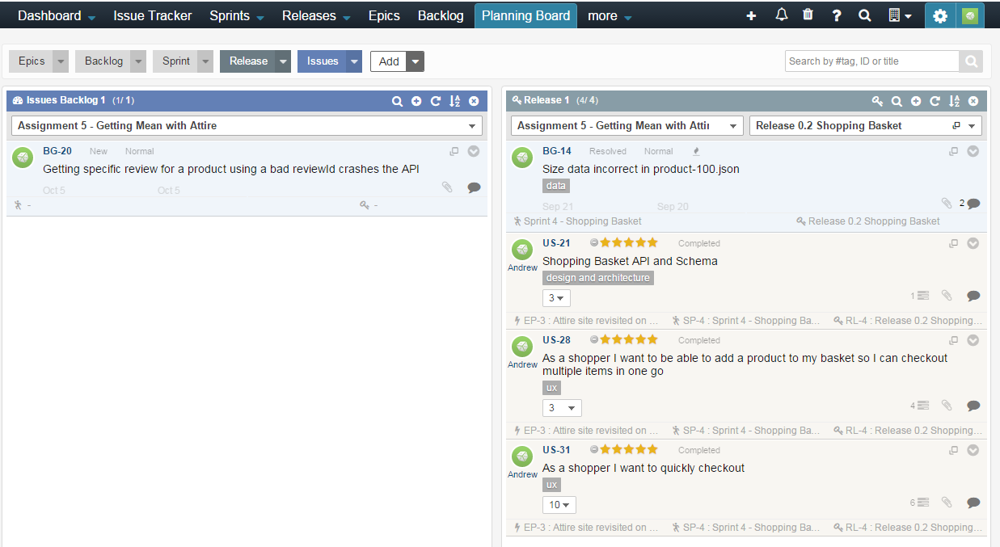 Dashboard Issue Tracker Sprints Releases Epics Backlog Planning Board more
Epics Backlog Sprint Release Issues Add Search by #tag, ID or title
Issues Backlog 1 (1/ 1)
Assignment 5 - Getting Mean with Attire
BG-20 New Normal
Getting specific review for a product using a bad reviewId crashes the API
Oct 5 Oct 5
- -
Release 1 (4/ 4)
Assignment 5 - Getting Mean with Attir Release 0.2 Shopping Basket
BG-14 Resolved Normal
Size data incorrect in product-100.json
data
Sep 21 Sep 20 2
Sprint 4 - Shopping Basket Release 0.2 Shopping Basket
US-21 Completed
Andrew Shopping Basket API and Schema
design and architecture
3 1
EP-3 : Attire site revisited on ... SP-4 : Sprint 4 - Shopping Ba... RL-4 : Release 0.2 Shopping...
US-28 Completed
As a shopper I want to be able to add a product to my basket so I can checkout
Andrew multiple items in one go
ux
3 4
EP-3 : Attire site revisited on ... SP-4 : Sprint 4 - Shopping Ba... RL-4 : Release 0.2 Shopping...
US-31 Completed
Andrew As a shopper I want to quickly checkout
ux
10 6
EP-3 : Attire site revisited on ... SP-4 : Sprint 4 - Shopping Ba... RL-4 : Release 0.2 Shopping...